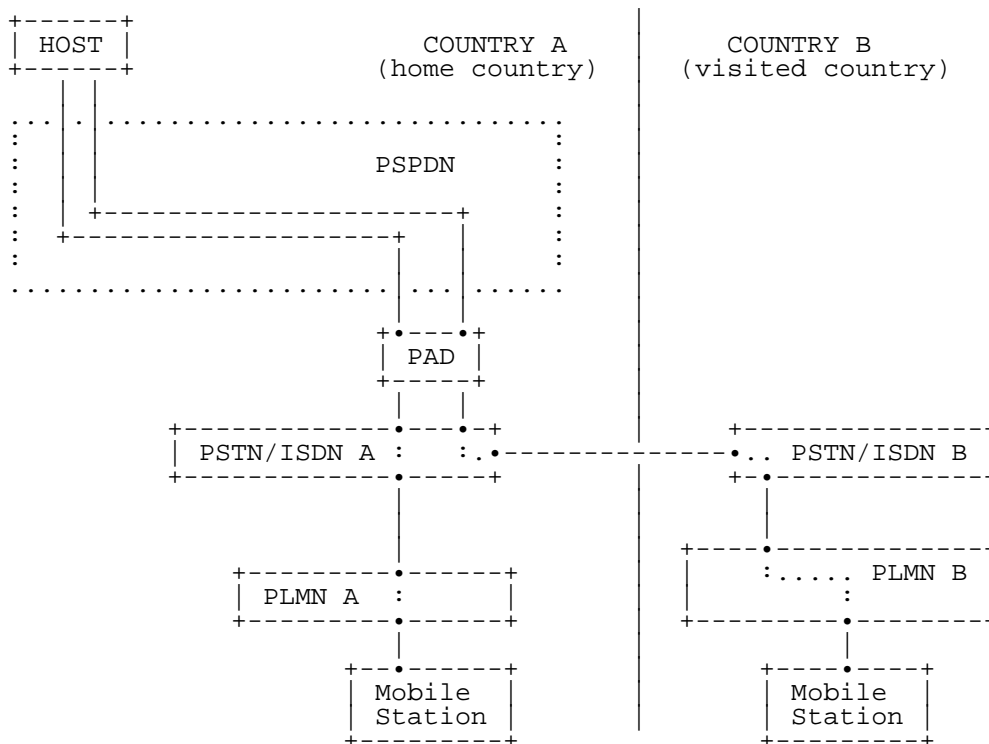 HOST
COUNTRY A
(home country)
COUNTRY B
(visited country)
PSPDN
PAD
PSTN/ISDN A
PSTN/ISDN B
PLMN A
PLMN B
Mobile
Station
Mobile
Station